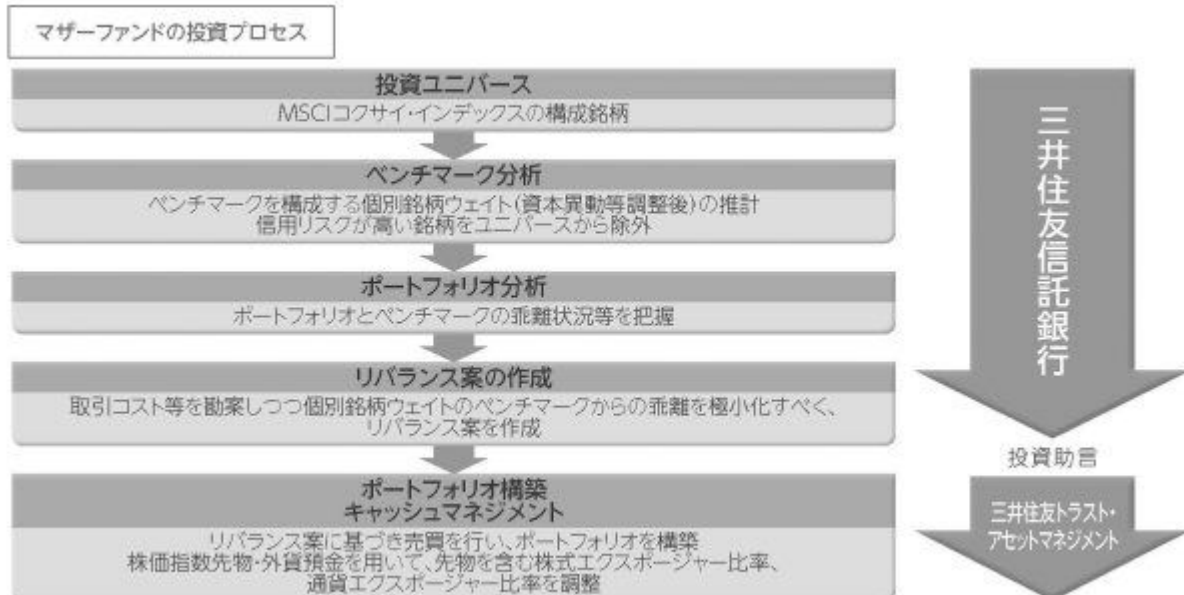 マザーファンドの投資プロセス
投資ユニバース
MSCIコクサイ・インデックスの構成銘柄
ベンチマーク分析
ベンチマークを構成する個別銘柄ウェイト(資本異動等調整後)の推計
信用リスクが高い銘柄をユニバースから除外
ポートフォリオ分析
ポートフォリオとベンチマークの乖離状況等を把握
リバランス案の作成
取引コスト等を勘案しつつ個別銘柄ウェイトのベンチマークからの乖離を極小化すべく、
リバランス案を作成
ポートフォリオ構築
キャッシュマネジメント
リバランス案に基づき売買を行い、ポートフォリオを構築
株価指数先物・外貨預金を用いて、先物を含む株式エクスポージャー比率、
通貨エクスポージャー比率を調整
三井住友信託銀行
投資助言
三井住友トラスト・
アセットマネジメント